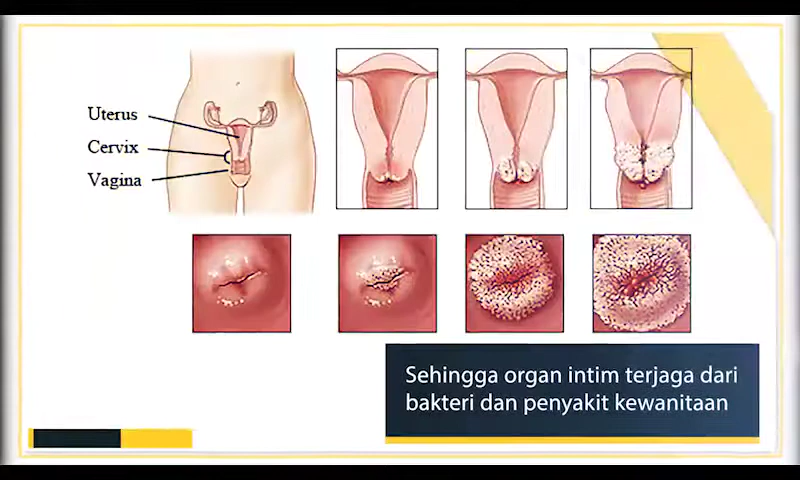 Uterus
Cervix
Vagina
Sehingga organ intim terjaga dari
bakteri dan penyakit kewanitaan